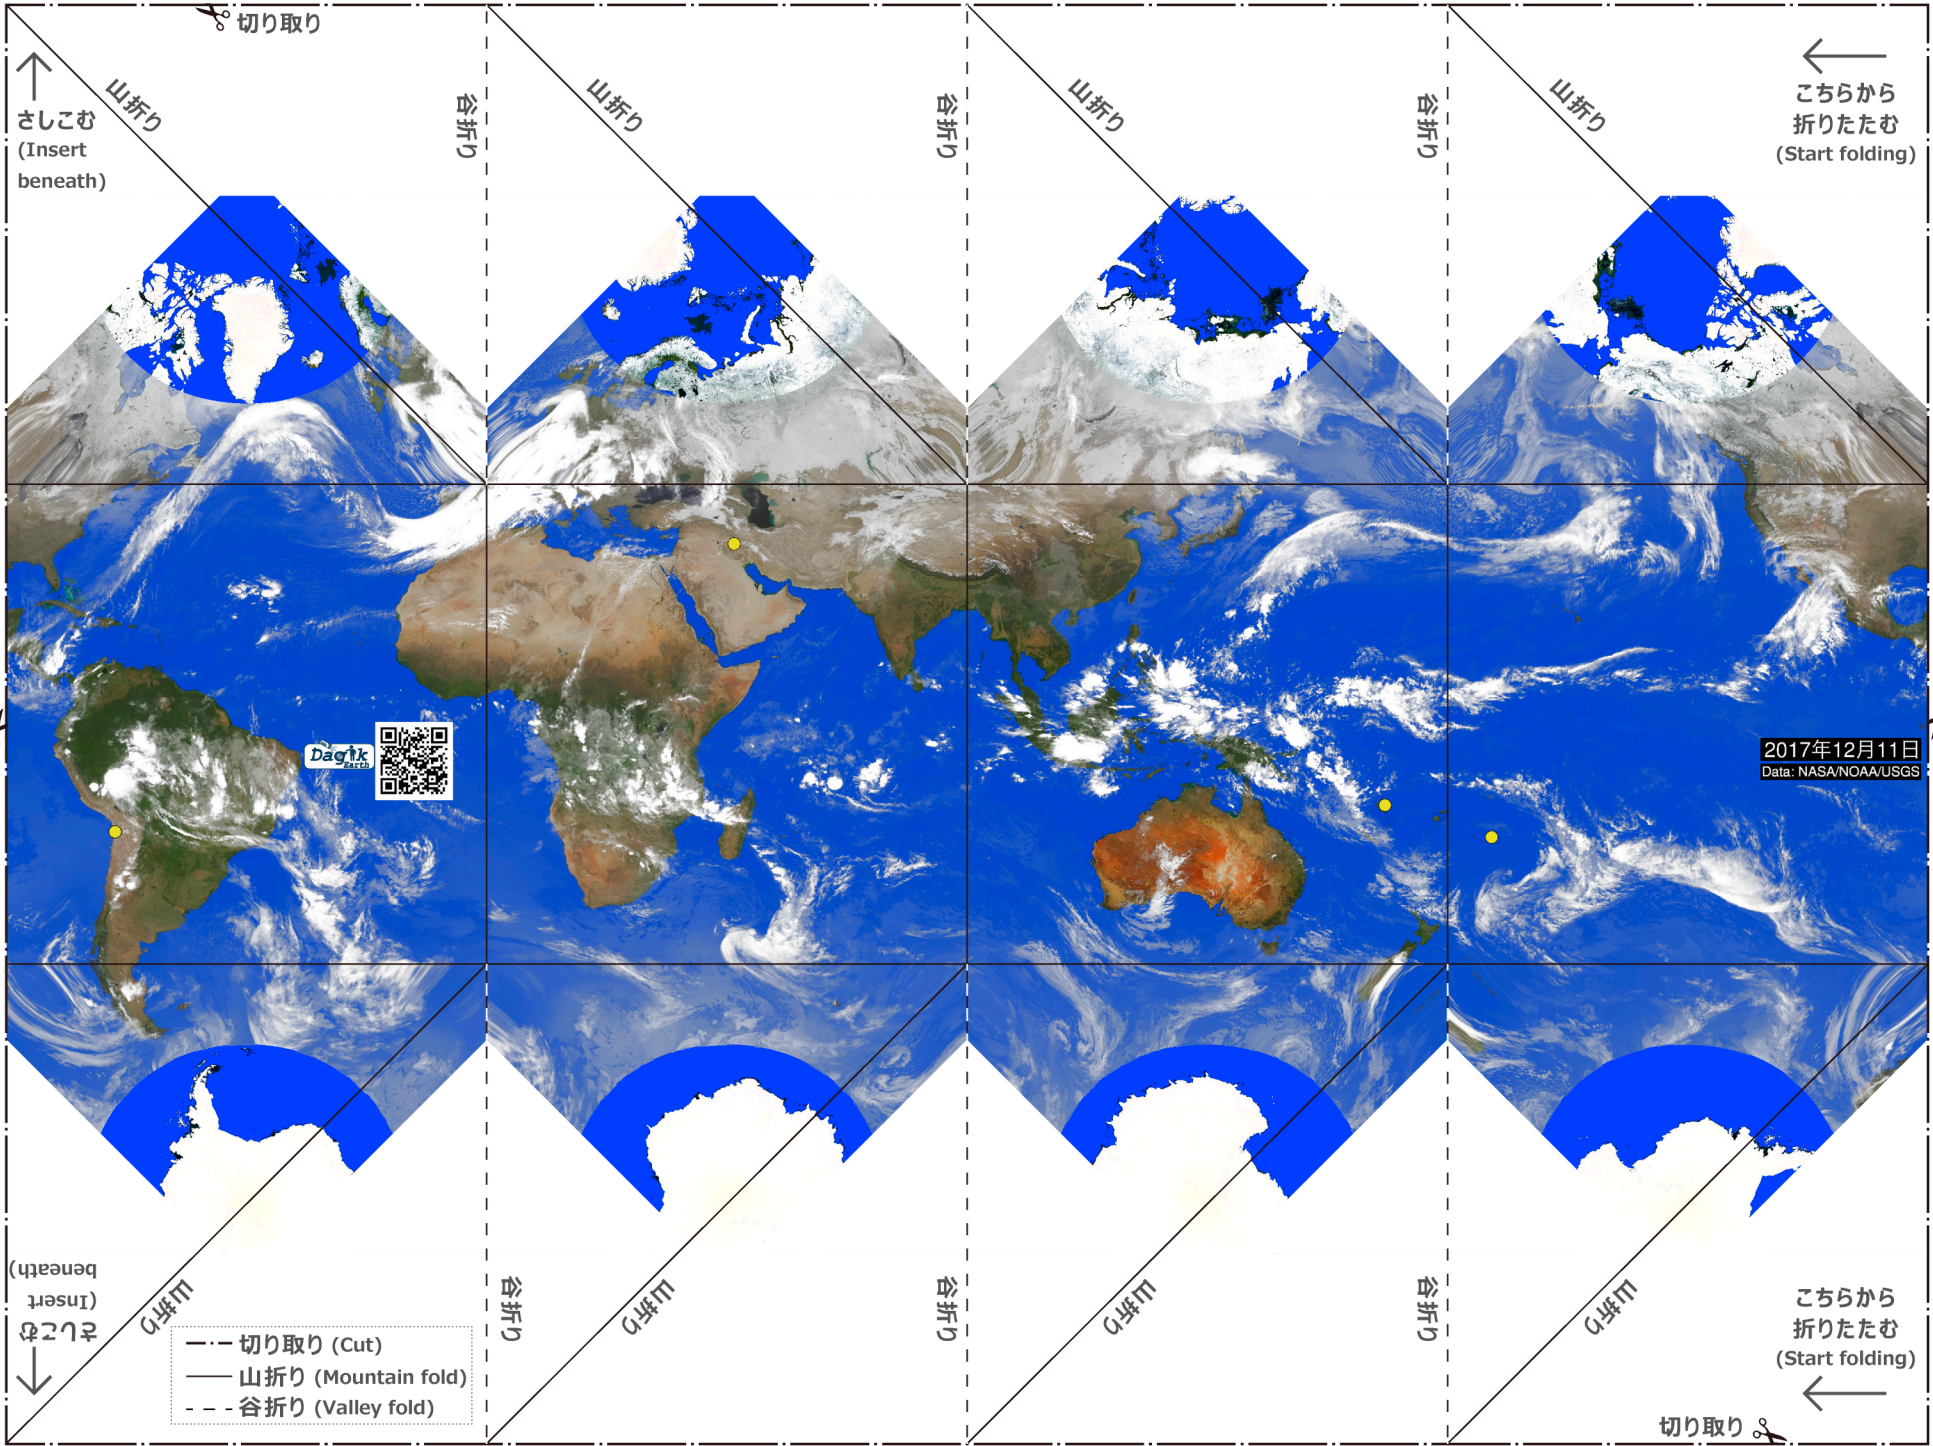 切り取り
山折り
谷折り
山折り
谷折り
山折り
谷折り
山折り
さしこむ
(Insert
beneath)
こちらから
折りたたむ
(Start folding)
Dagik
Earth
2017年12月11日
Data: NASA/NOAA/USGS
さしこむ
(Insert
beneath)
山折り
谷折り
山折り
谷折り
山折り
谷折り
山折り
こちらから
折りたたむ
(Start folding)
切り取り (Cut)
山折り (Mountain fold)
谷折り (Valley fold)
切り取り